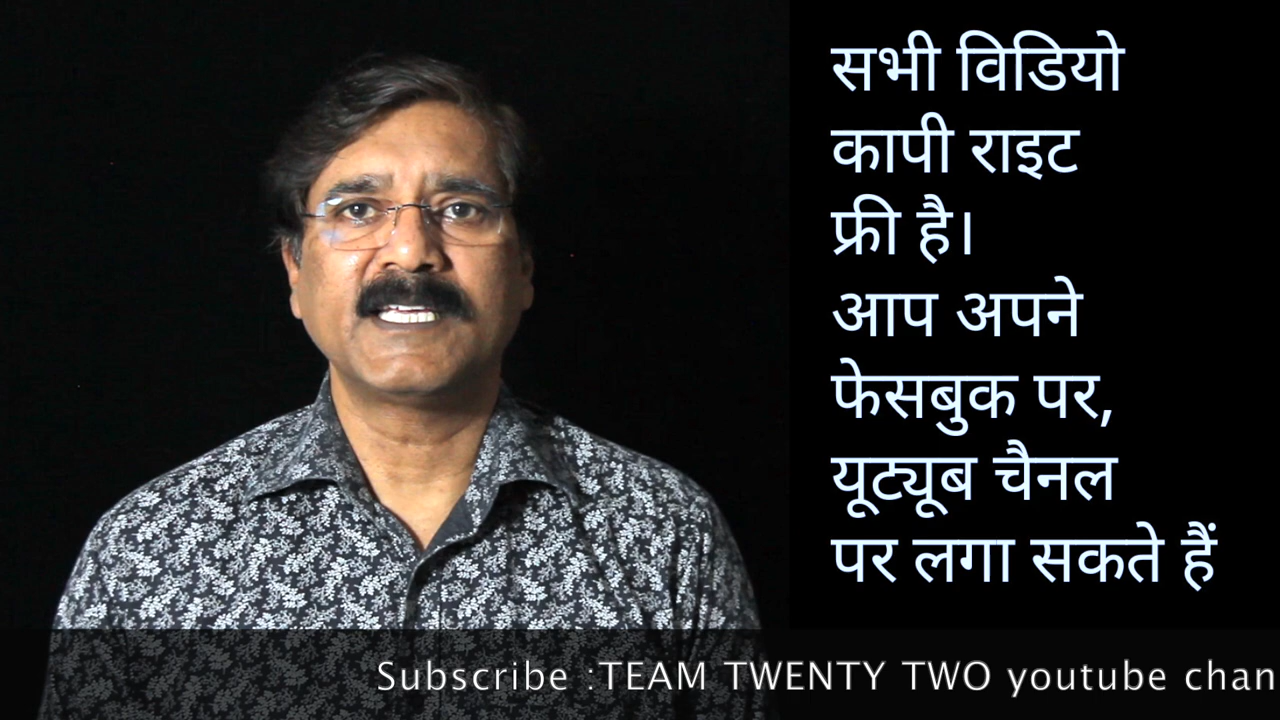 सभी विडियो
कापी राइट
फ्री है।
आप अपने
फेसबुक पर,
यूट्यूब चैनल
पर लगा सकते हैं
Subscribe :TEAM TWENTY TWO youtube chan